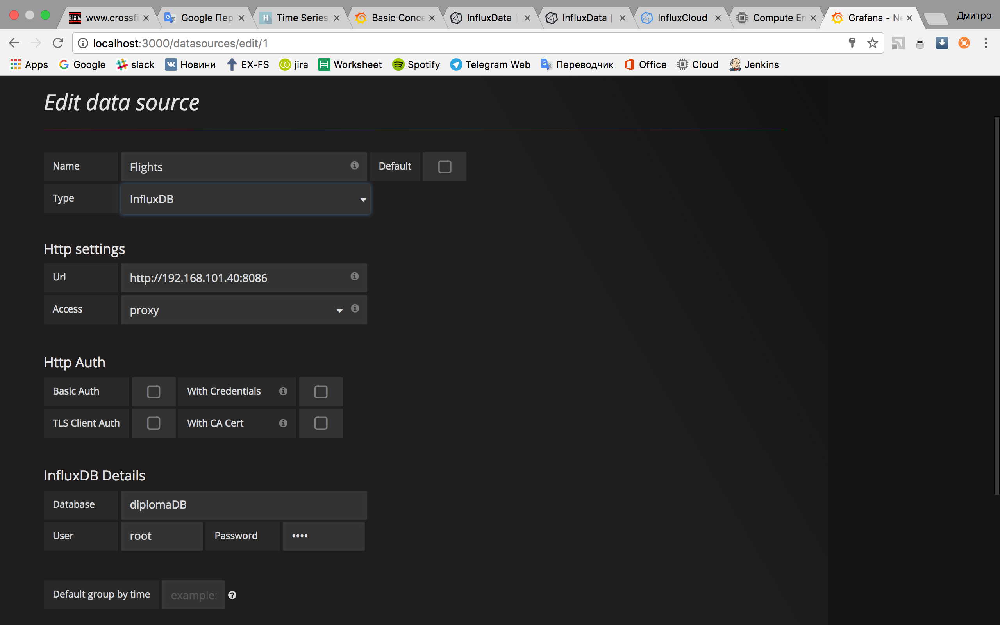 BANDA www.crossfi
Google Пер
Time Series,
Basic Conce
InfluxData |
InfluxData |
InfluxCloud
Compute En
Grafana - Ne
Дмитро
localhost:3000/datasources/edit/1
Apps Google slack Новини EX-FS jira Worksheet Spotify Telegram Web Переводчик Office Cloud Jenkins
Edit data source
Name Flights Default
Type InfluxDB
Http settings
Url http://192.168.101.40:8086
Access proxy
Http Auth
Basic Auth With Credentials
TLS Client Auth With CA Cert
InfluxDB Details
Database diplomaDB
User root Password ••••
Default group by time example: